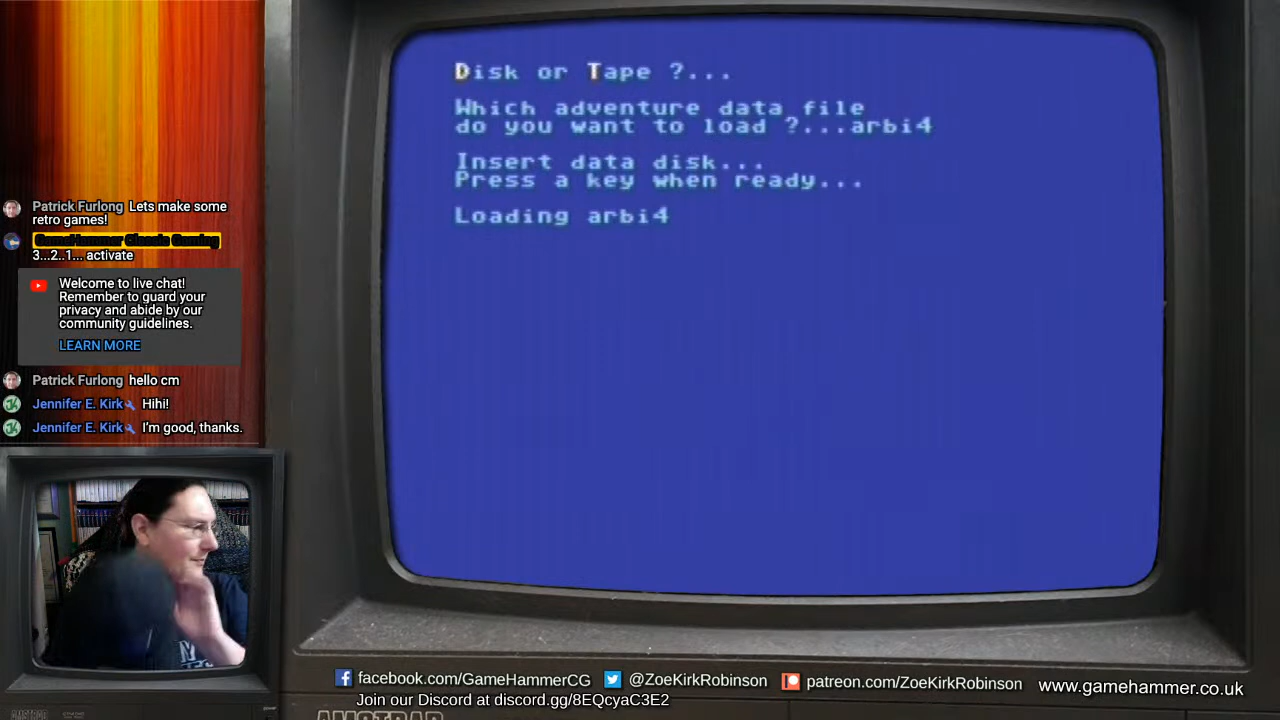 Disk or Tape ?...
Which adventure data file
do you want to load ?...arbi4
Insert data disk...
Press a key when ready...
Loading arbi4
Patrick Furlong Lets make some
retro games!
GameHammer Classic Gaming
3...2..1... activate
Welcome to live chat!
Remember to guard your
privacy and abide by our
community guidelines.
LEARN MORE
Patrick Furlong hello cm
Jennifer E. Kirk Hihi!
Jennifer E. Kirk I'm good, thanks.
facebook.com/GameHammerCG @ZoeKirkRobinson patreon.com/ZoeKirkRobinson www.gamehammer.co.uk
Join our Discord at discord.gg/8EQcyaC3E2
AMSTRAD